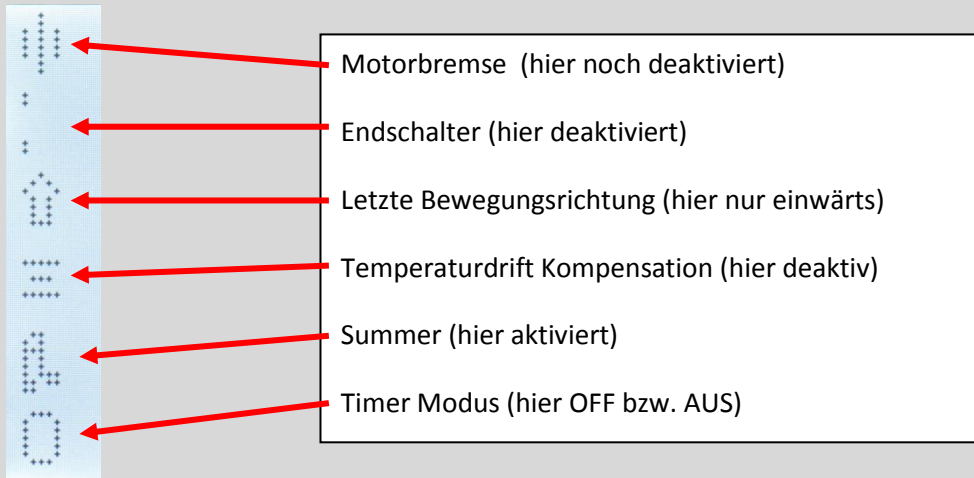 Motorbremse (hier noch deaktiviert)
Endschalter (hier deaktiviert)
Letzte Bewegungsrichtung (hier nur einwärts)
Temperaturdrift Kompensation (hier deaktiv)
Summer (hier aktiviert)
Timer Modus (hier OFF bzw. AUS)